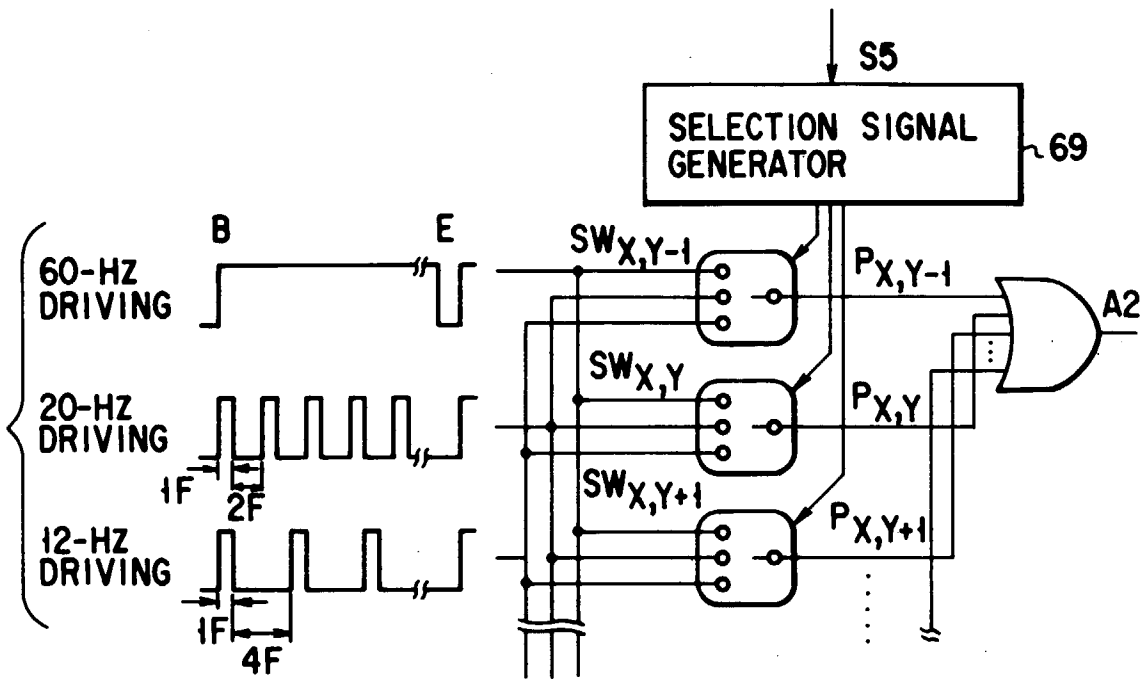 S5
SELECTION SIGNAL
GENERATOR
69
B
E
60-HZ
DRIVING
SWX,Y-1
PX,Y-1
A2
20-HZ
DRIVING
SWX,Y
PX,Y
1F
2F
SWX,Y+1
PX,Y+1
12-HZ
DRIVING
1F
4F